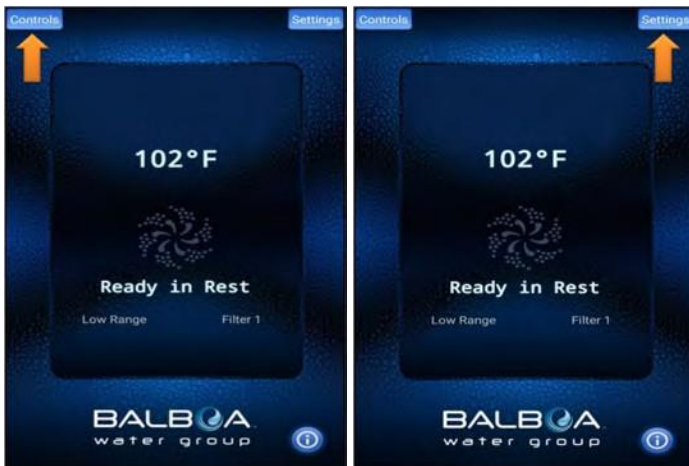 Controls Settings
102°F
Ready in Rest
Low Range Filter 1
BALBOA
water group
Controls Settings
102°F
Ready in Rest
Low Range Filter 1
BALBOA
water group